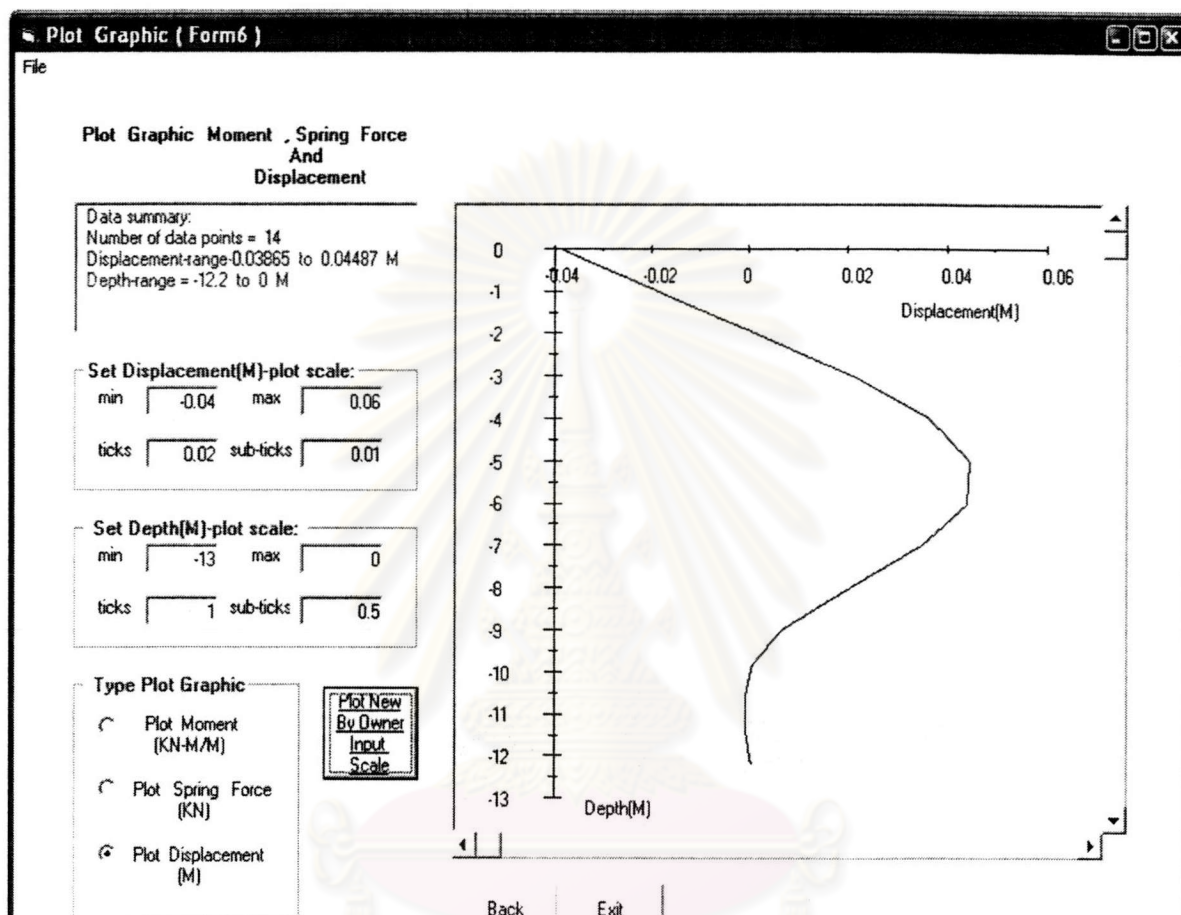 Plot Graphic ( Form6 )
File
Plot Graphic Moment , Spring Force
And
Displacement
Data summary:
Number of data points = 14
Displacement-range-0.03865 to 0.04487 M
Depth-range = -12.2 to 0 M
Set Displacement(M)-plot scale:
min -0.04 max 0.06
ticks 0.02 sub-ticks 0.01
Set Depth(M)-plot scale:
min -13 max 0
ticks 1 sub-ticks 0.5
Type Plot Graphic
Plot Moment
(KN-M/M)
Plot Spring Force
(KN)
Plot Displacement
(M)
Plot New
By Owner
Input
Scale
0
-0.04 -0.02 0 0.02 0.04 0.06
Displacement(M)
-1
-2
-3
-4
-5
-6
-7
-8
-9
-10
-11
-12
-13
Depth(M)
Back Exit